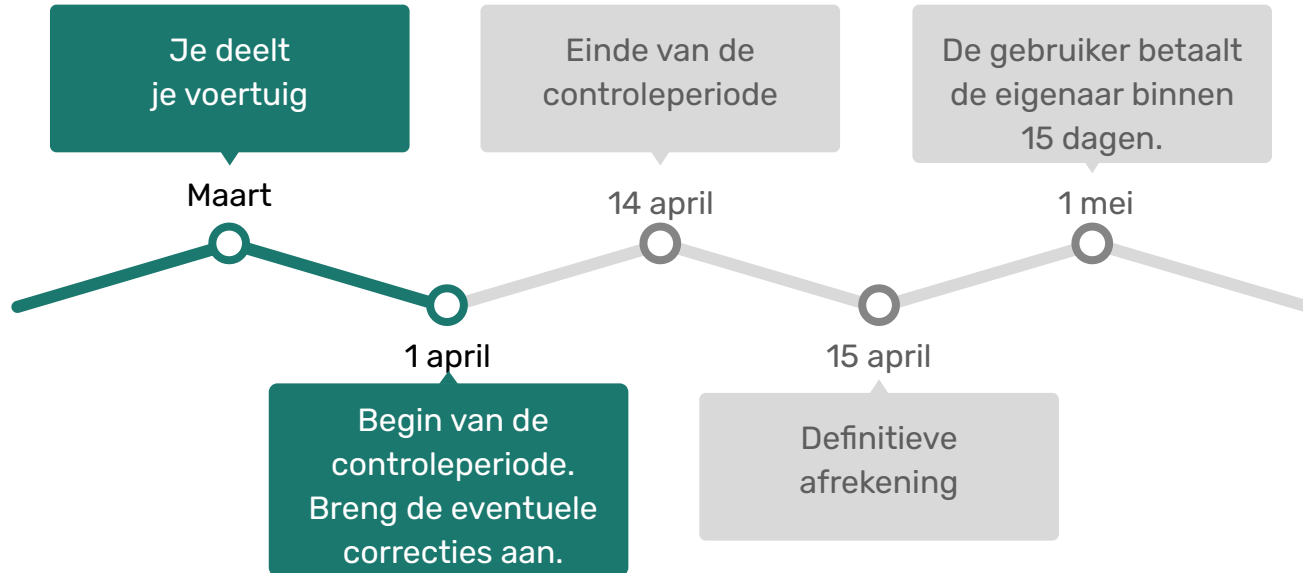 Je deelt
je voertuig
Maart
1 april
Begin van de
controleperiode.
Breng de eventuele
correcties aan.
Einde van de
controleperiode
14 april
15 april
Definitieve
afrekening
De gebruiker betaalt
de eigenaar binnen
15 dagen.
1 mei